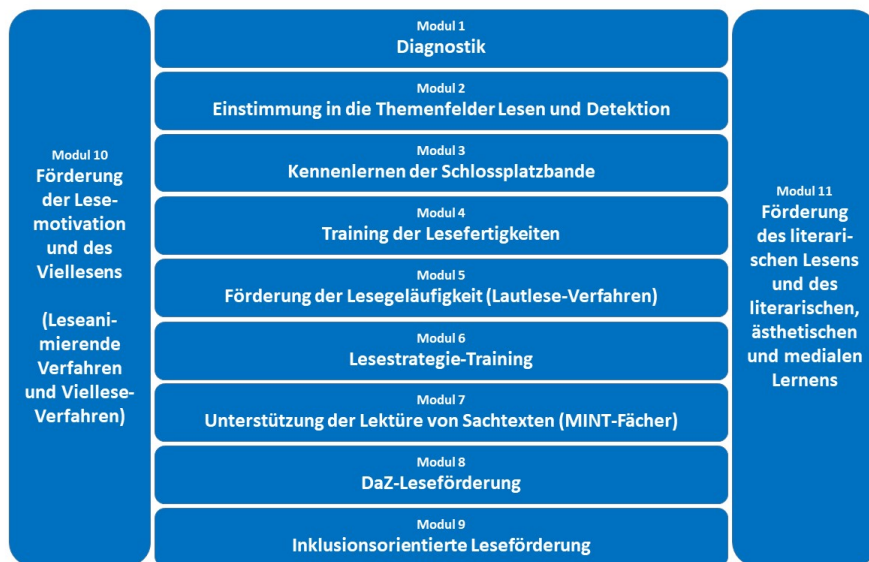 Modul 10
Förderung
der Lese-
motivation
und des
Viellesens
(Leseani-
mierende
Verfahren
und Viellese-
Verfahren)
Modul 1
Diagnostik
Modul 2
Einstimmung in die Themenfelder Lesen und Detektion
Modul 3
Kennenlernen der Schlossplatzbande
Modul 4
Training der Lesefertigkeiten
Modul 5
Förderung der Lesegeläufigkeit (Lautlese-Verfahren)
Modul 6
Lesestrategie-Training
Modul 7
Unterstützung der Lektüre von Sachtexten (MINT-Fächer)
Modul 8
DaZ-Leseförderung
Modul 9
Inklusionsorientierte Leseförderung
Modul 11
Förderung
des literari-
schen Lesens
und des
literarischen,
ästhetischen
und medialen
Lernens